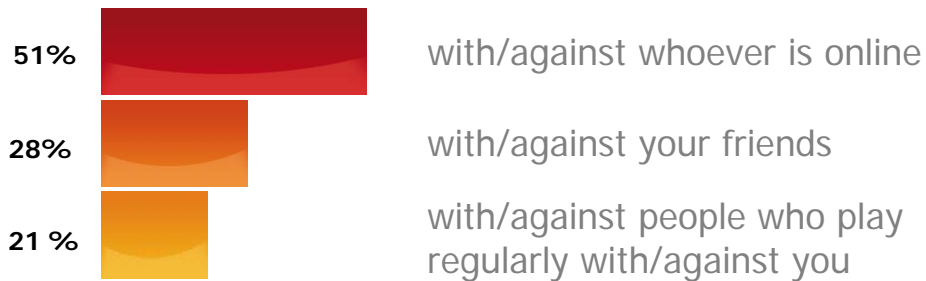 51% with/against whoever is online
28% with/against your friends
21 % with/against people who play
regularly with/against you